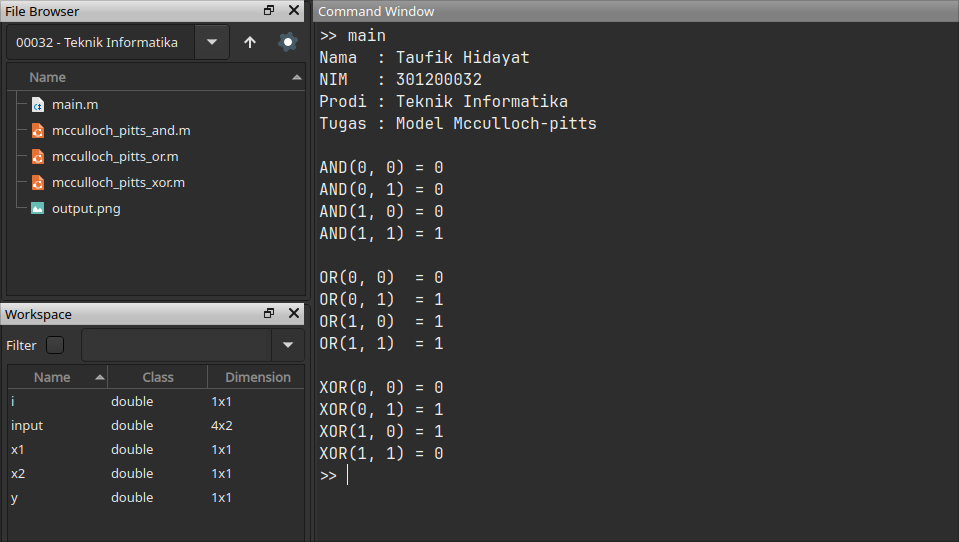 File Browser
00032 - Teknik Informatika
Name
main.m
mcculloch_pitts_and.m
mcculloch_pitts_or.m
mcculloch_pitts_xor.m
output.png
Workspace
Filter
Name Class Dimension
i double 1x1
input double 4x2
x1 double 1x1
x2 double 1x1
y double 1x1
Command Window
>> main
Nama  : Taufik Hidayat
NIM   : 301200032
Prodi : Teknik Informatika
Tugas : Model Mcculloch-pitts
AND(0, 0) = 0
AND(0, 1) = 0
AND(1, 0) = 0
AND(1, 1) = 1
OR(0, 0)  = 0
OR(0, 1)  = 1
OR(1, 0)  = 1
OR(1, 1)  = 1
XOR(0, 0) = 0
XOR(0, 1) = 1
XOR(1, 0) = 1
XOR(1, 1) = 0
>>